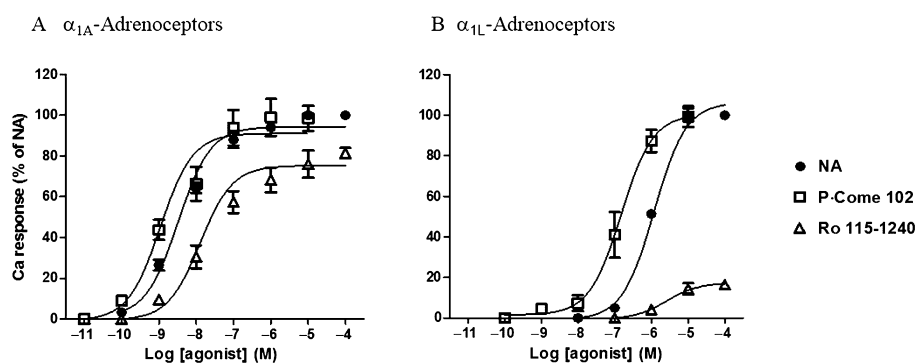 A α1A-Adrenoceptors
B α1L-Adrenoceptors
Ca response (% of NA)
120
100
80
60
40
20
0
−11 −10 −9 −8 −7 −6 −5 −4
Log [agonist] (M)
120
100
80
60
40
20
0
−11 −10 −9 −8 −7 −6 −5 −4
Log [agonist] (M)
NA
P-Come 102
Ro 115-1240